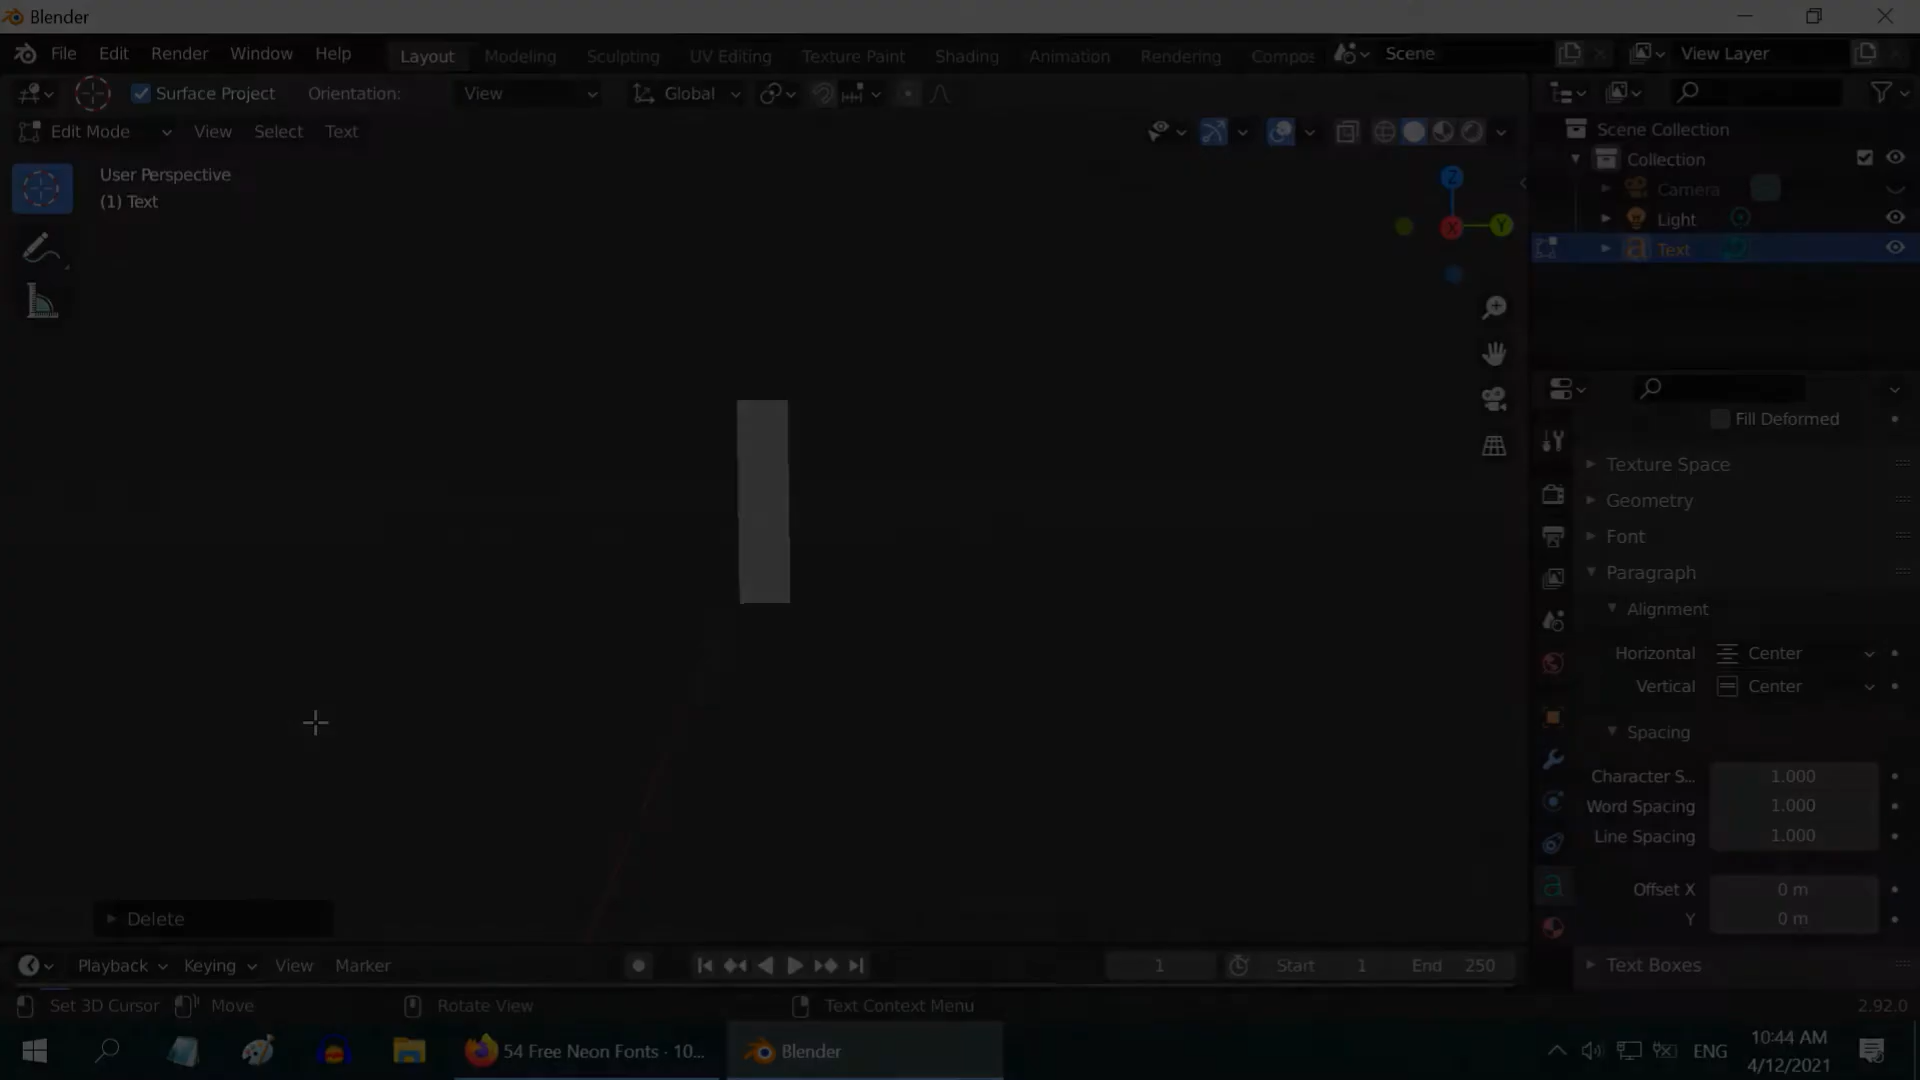 Blender
File Edit Render Window Help Layout Modeling Sculpting UV Editing Texture Paint Shading Animation Rendering Compos Scene View Layer
Surface Project Orientation: View Global
Edit Mode View Select Text
User Perspective
(1) Text
Z
X
Y
Scene Collection
Collection
Camera
Light
Text
Fill Deformed
Texture Space
Geometry
Font
Paragraph
Alignment
Horizontal Center
Vertical Center
Spacing
Character S... 1.000
Word Spacing 1.000
Line Spacing 1.000
Offset X 0 m
Y 0 m
Text Boxes
Delete
Playback Keying View Marker 1 Start 1 End 250
Set 3D Cursor Move Rotate View Text Context Menu 2.92.0
54 Free Neon Fonts · 10... Blender ENG 10:44 AM
4/12/2021